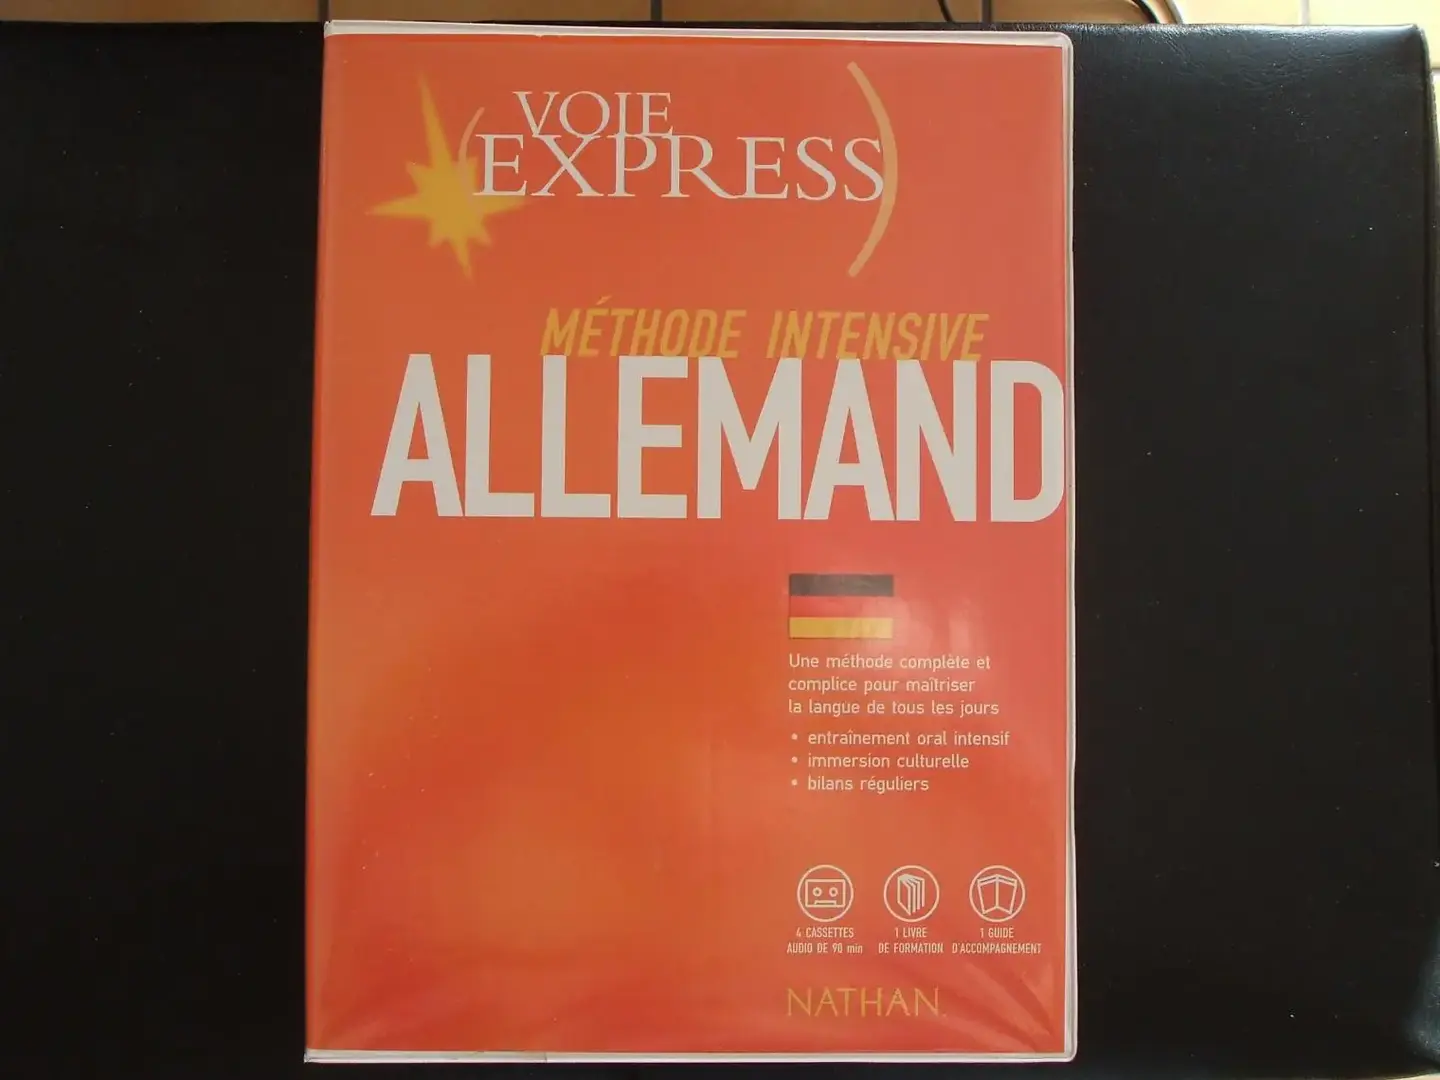 VOIE
EXPRESS
MÉTHODE INTENSIVE
ALLEMAND
Une méthode complète et
complice pour maîtriser
la langue de tous les jours
• entraînement oral intensif
• immersion culturelle
• bilans réguliers
4 CASSETTES
AUDIO DE 90 min
1 LIVRE
DE FORMATION
1 GUIDE
D'ACCOMPAGNEMENT
NATHAN